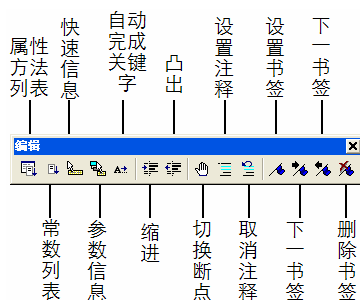 属性
方法
列表
快速信息
自动
完成
关键
字
凸出
设置注释
设置书签
下一书签
编辑
常数列表
参数信息
缩进
切换断点
取消注释
下一书签
删除书签